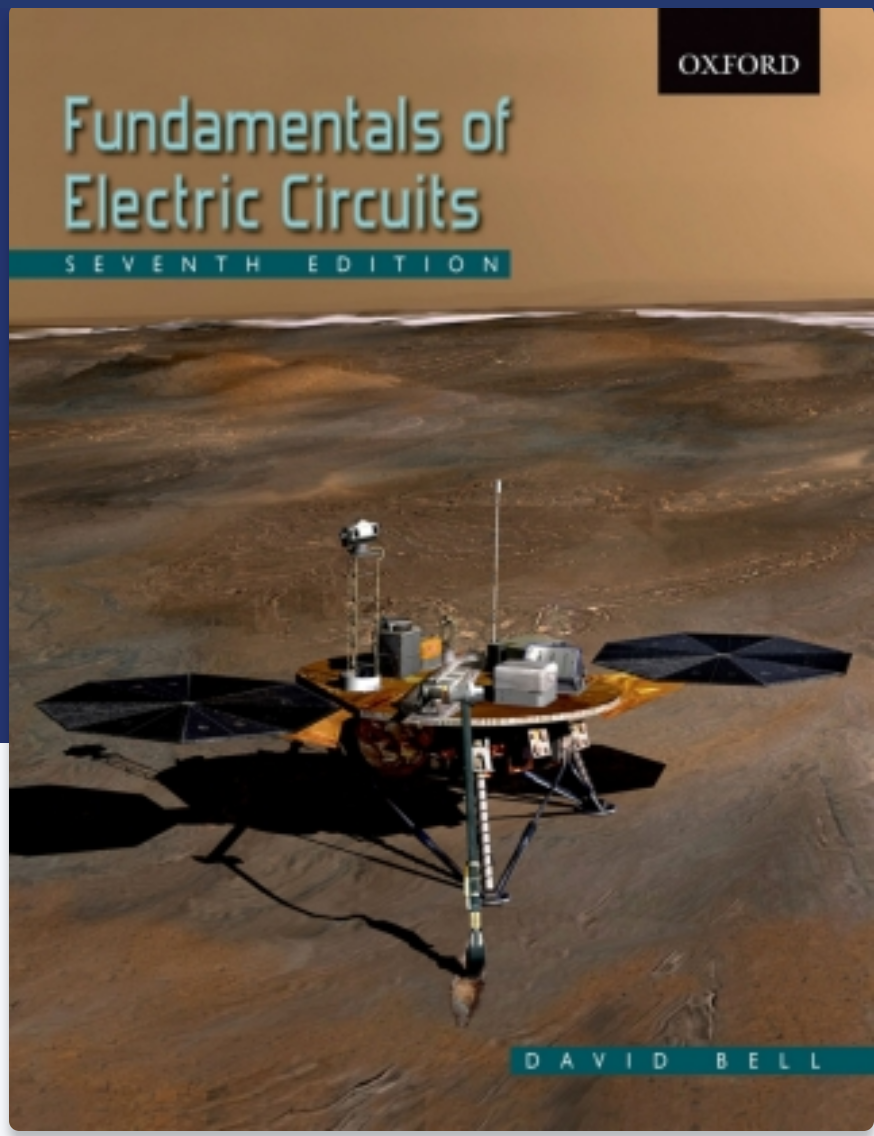 OXFORD
Fundamentals of
Electric Circuits
SEVENTH EDITION
DAVID BELL